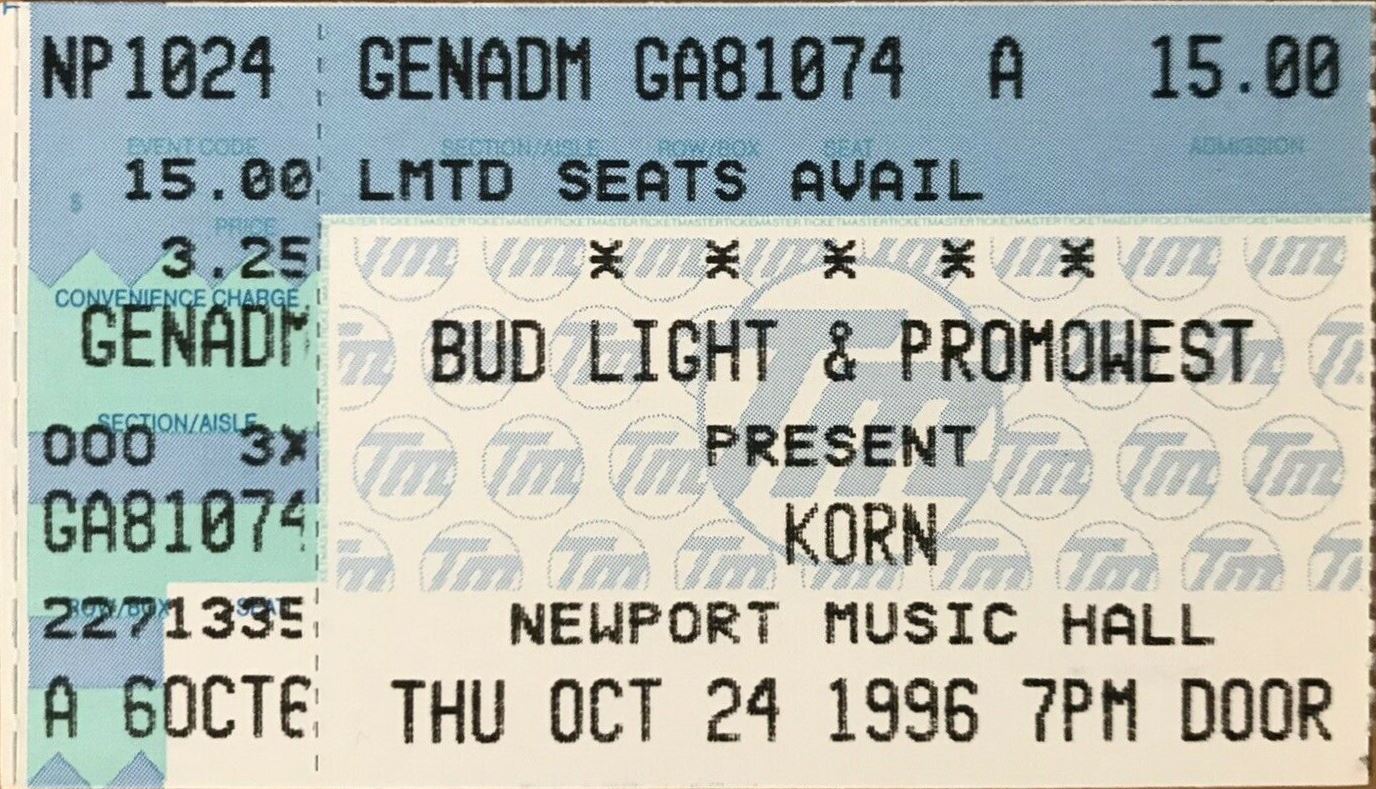 NP1024 GENADM GA81074 A 15.00
EVENT CODE SECTION/AISLE ROW/BOX SEAT ADMISSION
$ 15.00 LMTD SEATS AVAIL
PRICE
3.25 * * * * *
CONVENIENCE CHARGE
GENADM BUD LIGHT & PROMOWEST
SECTION/AISLE
000 3X PRESENT
GA81074 KORN
ROW/BOX SEAT
2271335 NEWPORT MUSIC HALL
A 6OCT6 THU OCT 24 1996 7PM DOOR